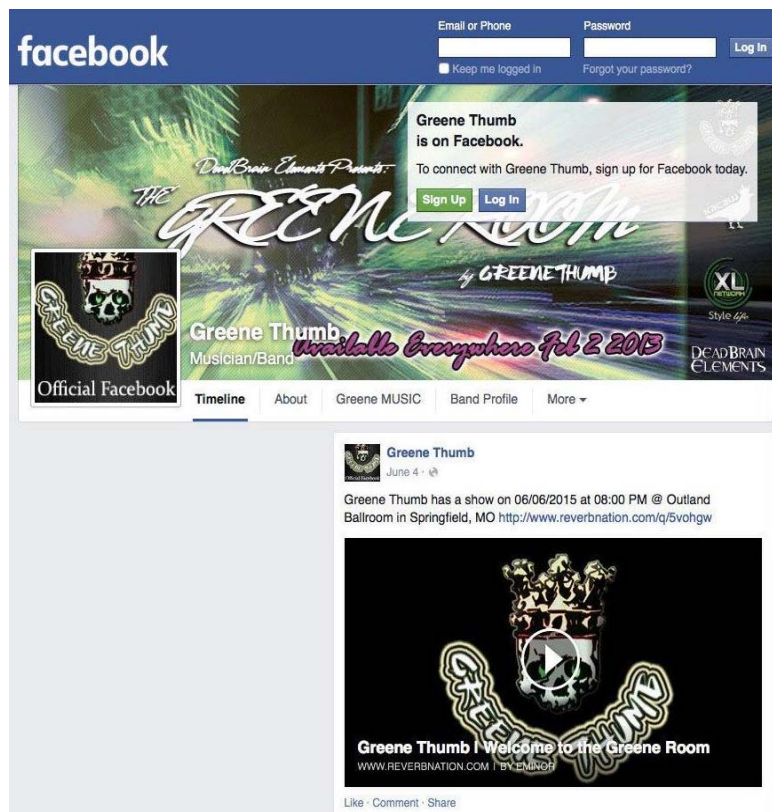 facebook
Email or Phone
Password
Keep me logged in
Forgot your password?
Log In
Greene Thumb
is on Facebook.
To connect with Greene Thumb, sign up for Facebook today.
Sign Up Log In
DeadBrain Elements Presents:
THE
GREENE ROOM
by GREENE THUMB
KACAW
XL
NETWORK
Style life
DEADBRAIN
ELEMENTS
GREENE THUMB
Official Facebook
Greene Thumb
Musician/Band
Available Everywhere Feb 2 2013
Timeline About Greene MUSIC Band Profile More
Greene Thumb
June 4 ·
Greene Thumb has a show on 06/06/2015 at 08:00 PM @ Outland
Ballroom in Springfield, MO http://www.reverbnation.com/q/5vohgw
GREENE THUMB
Greene Thumb | Welcome to the Greene Room
WWW.REVERBNATION.COM | BY EMINOR
Like · Comment · Share